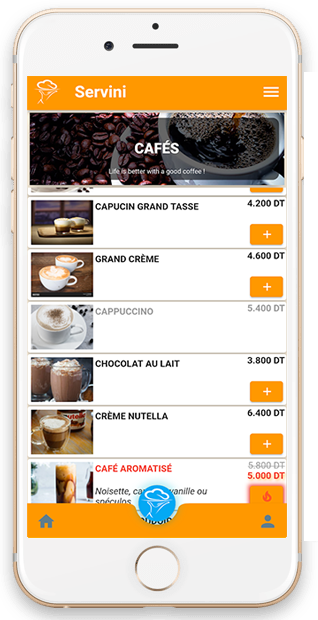 Servini
CAFÉS
Life is better with a good coffee !
CAPUCIN GRAND TASSE
4.200 DT
+
GRAND CRÈME
4.600 DT
+
CAPPUCCINO
5.400 DT
CHOCOLAT AU LAIT
3.800 DT
+
CRÈME NUTELLA
6.400 DT
+
CAFÉ AROMATISÉ
5.800 DT
5.000 DT
Noisette, vanille ou
spéculos